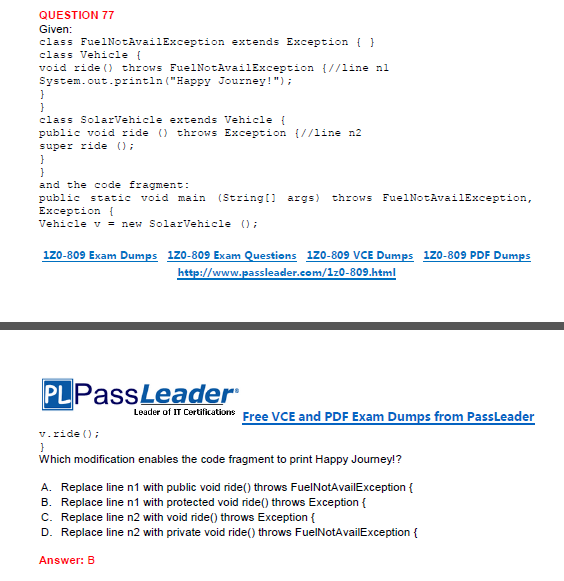 QUESTION 77
Given:
class FuelNotAvailException extends Exception { }
class Vehicle {
void ride() throws FuelNotAvailException {//line n1
System.out.println("Happy Journey!");
}
}
class SolarVehicle extends Vehicle {
public void ride () throws Exception {//line n2
super ride ();
}
}
and the code fragment:
public static void main (String[] args) throws FuelNotAvailException,
Exception {
Vehicle v = new SolarVehicle ();
1Z0-809 Exam Dumps 1Z0-809 Exam Questions 1Z0-809 VCE Dumps 1Z0-809 PDF Dumps
http://www.passleader.com/1z0-809.html
PL PassLeader®
Leader of IT Certifications
Free VCE and PDF Exam Dumps from PassLeader
v.ride();
}
Which modification enables the code fragment to print Happy Journey!?
A. Replace line n1 with public void ride() throws FuelNotAvailException {
B. Replace line n1 with protected void ride() throws Exception {
C. Replace line n2 with void ride() throws Exception {
D. Replace line n2 with private void ride() throws FuelNotAvailException {
Answer: B